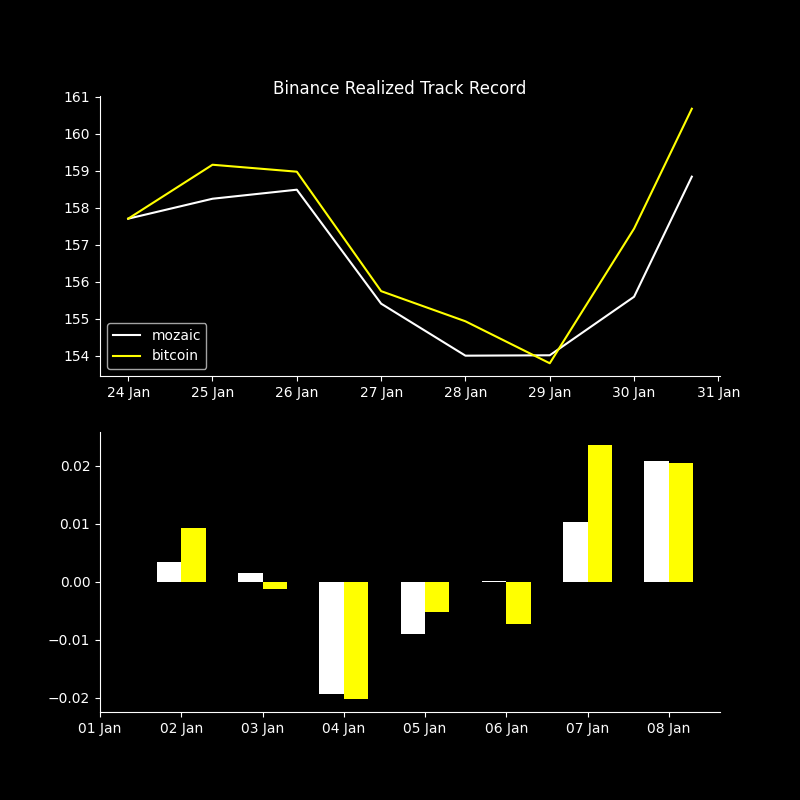 Binance Realized Track Record
161
160
159
158
157
156
155
154
mozaic
bitcoin
24 Jan 25 Jan 26 Jan 27 Jan 28 Jan 29 Jan 30 Jan 31 Jan
0.02
0.01
0.00
−0.01
−0.02
01 Jan 02 Jan 03 Jan 04 Jan 05 Jan 06 Jan 07 Jan 08 Jan